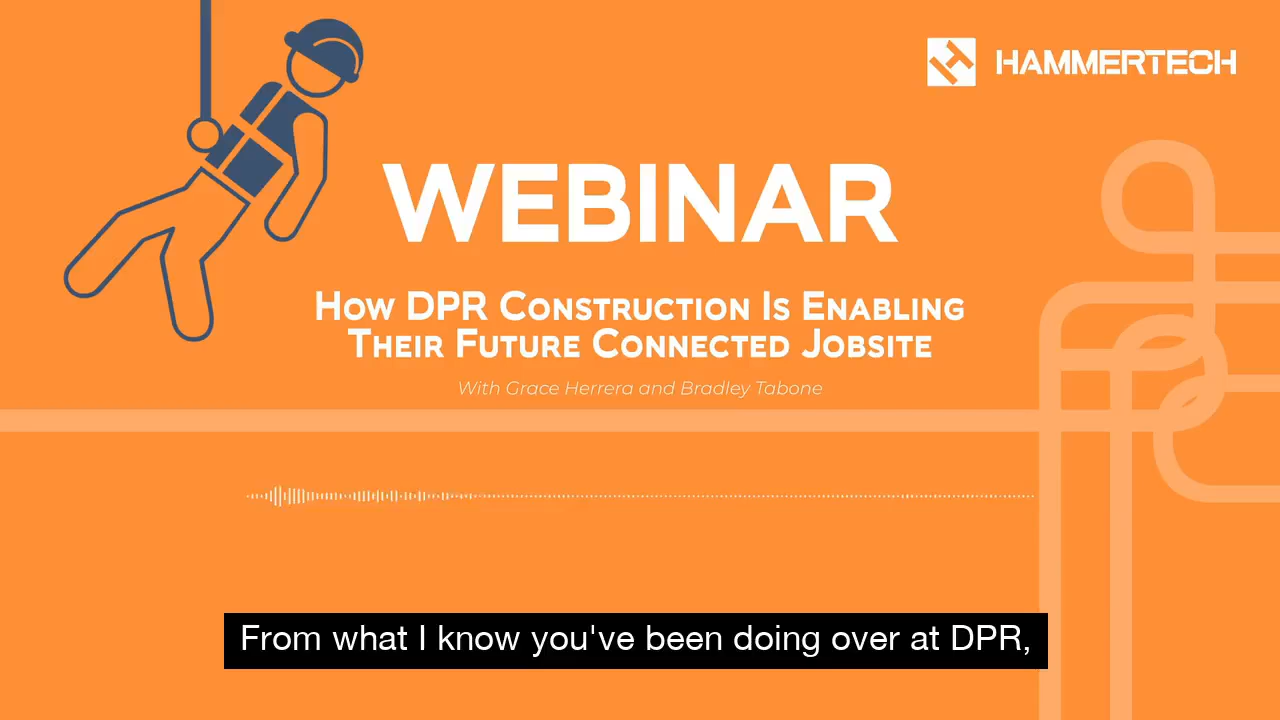 HAMMERTECH
WEBINAR
How DPR Construction Is Enabling
Their Future Connected Jobsite
With Grace Herrera and Bradley Tabone
From what I know you've been doing over at DPR,